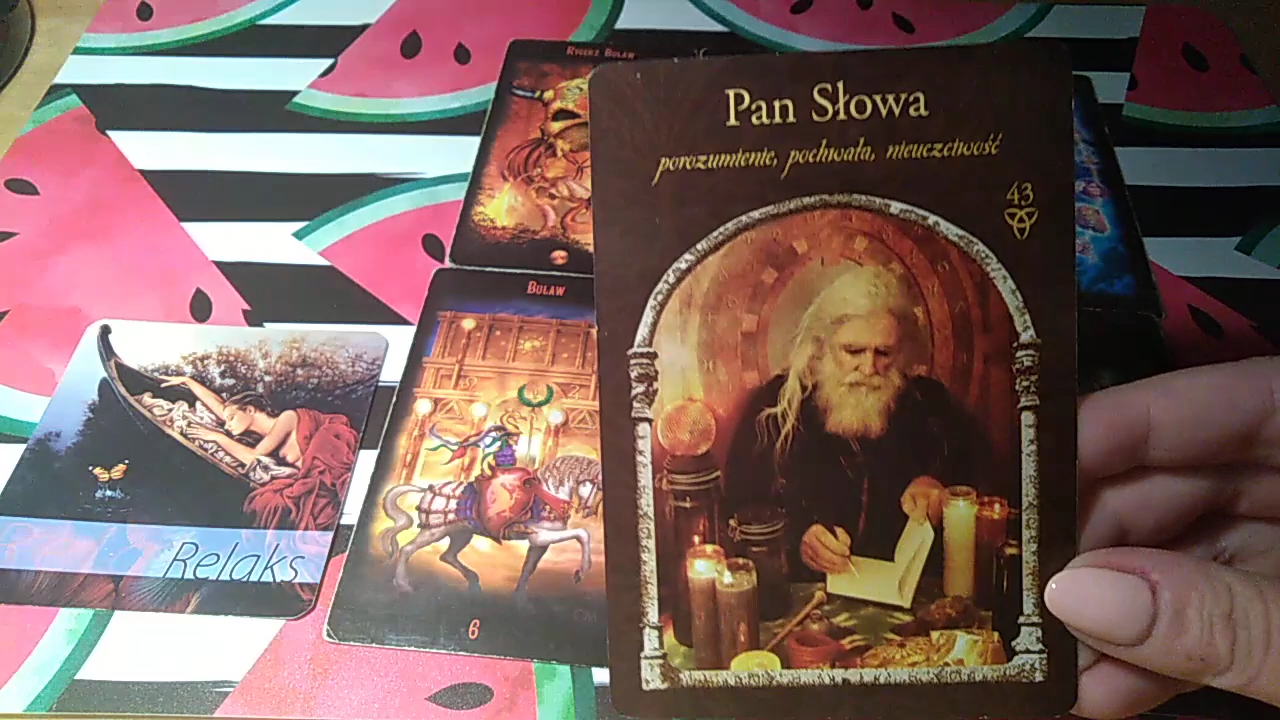 Rycerz Buław
Pan Słowa
porozumienie, pochwała, nieuczciwość
43
Buław
6
Relaks